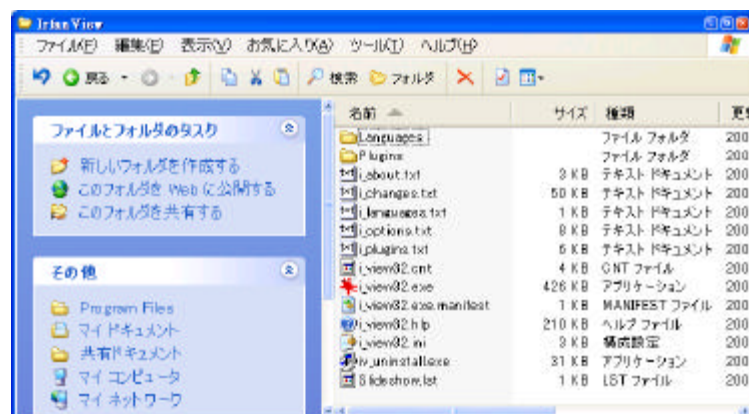 IrfanView
ファイル(F) 編集(E) 表示(V) お気に入り(A) ツール(T) ヘルプ(H)
戻る 検索 フォルダ
ファイルとフォルダのタスク
新しいフォルダを作成する
このフォルダを Web に公開する
このフォルダを共有する
その他
Program Files
マイ ドキュメント
共有ドキュメント
マイ コンピュータ
マイ ネットワーク
名前 サイズ 種類
Languages ファイル フォルダ 200
Plugins ファイル フォルダ 200
i_about.txt 3 KB テキスト ドキュメント 200
i_changes.txt 50 KB テキスト ドキュメント 200
i_languages.txt 1 KB テキスト ドキュメント 200
i_options.txt 8 KB テキスト ドキュメント 200
i_plugins.txt 6 KB テキスト ドキュメント 200
i_view32.cnt 4 KB CNT ファイル 200
i_view32.exe 426 KB アプリケーション 200
i_view32.exe.manifest 1 KB MANIFEST ファイル 200
i_view32.hlp 210 KB ヘルプ ファイル 200
i_view32.ini 3 KB 構成設定 200
iv_uninstall.exe 31 KB アプリケーション 200
Slideshow.lst 1 KB LST ファイル 200